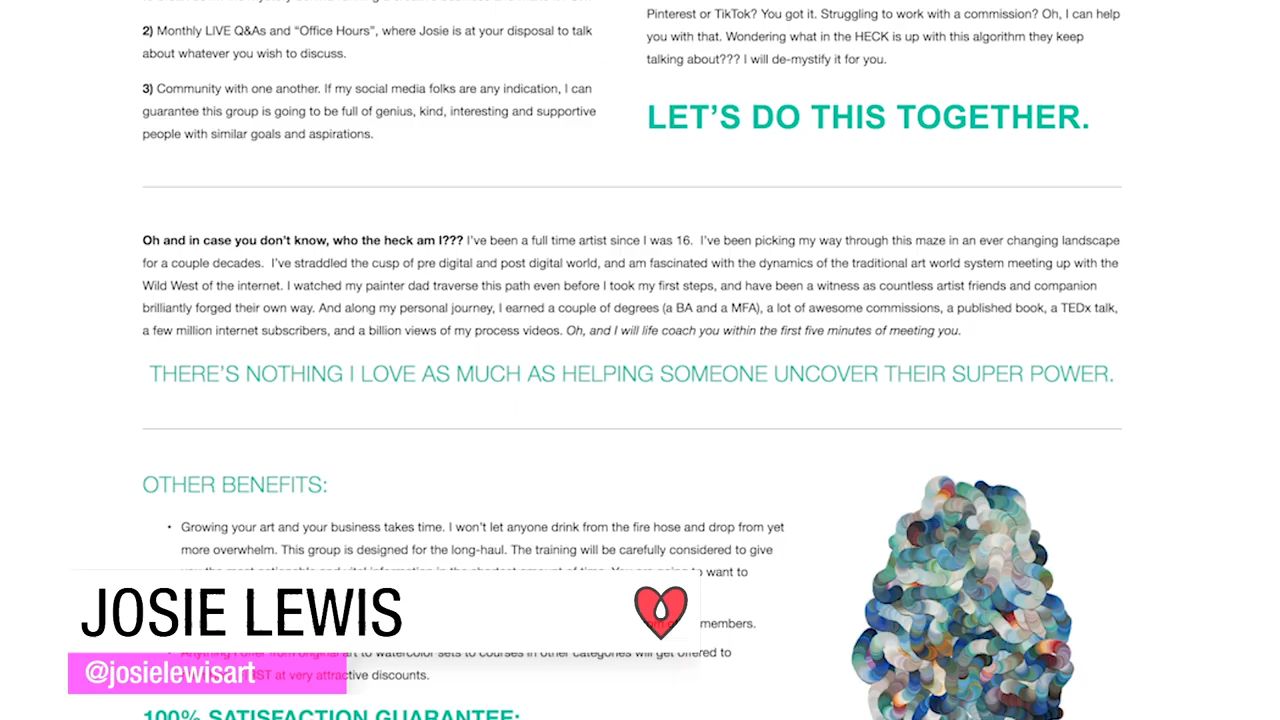 2) Monthly LIVE Q&As and “Office Hours”, where Josie is at your disposal to talk
about whatever you wish to discuss.
3) Community with one another. If my social media folks are any indication, I can
guarantee this group is going to be full of genius, kind, interesting and supportive
people with similar goals and aspirations.
Pinterest or TikTok? You got it. Struggling to work with a commission? Oh, I can help
you with that. Wondering what in the HECK is up with this algorithm they keep
talking about??? I will de-mystify it for you.
LET’S DO THIS TOGETHER.
Oh and in case you don’t know, who the heck am I??? I’ve been a full time artist since I was 16. I’ve been picking my way through this maze in an ever changing landscape
for a couple decades. I’ve straddled the cusp of pre digital and post digital world, and am fascinated with the dynamics of the traditional art world system meeting up with the
Wild West of the internet. I watched my painter dad traverse this path even before I took my first steps, and have been a witness as countless artist friends and companion
brilliantly forged their own way. And along my personal journey, I earned a couple of degrees (a BA and a MFA), a lot of awesome commissions, a published book, a TEDx talk,
a few million internet subscribers, and a billion views of my process videos. Oh, and I will life coach you within the first five minutes of meeting you.
THERE’S NOTHING I LOVE AS MUCH AS HELPING SOMEONE UNCOVER THEIR SUPER POWER.
OTHER BENEFITS:
• Growing your art and your business takes time. I won’t let anyone drink from the fire hose and drop from yet
more overwhelm. This group is designed for the long-haul. The training will be carefully considered to give
want to
members.
to watercolor sets to courses in other categories will get offered to
at very attractive discounts.
100% SATISFACTION GUARANTEE:
JOSIE LEWIS
@josielewisart